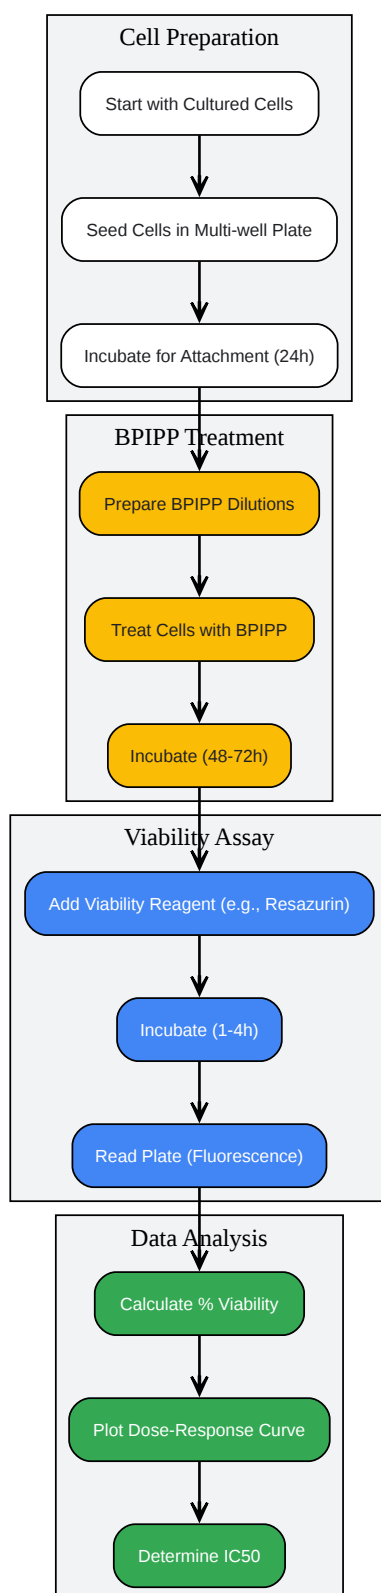 Cell Preparation
Start with Cultured Cells
Seed Cells in Multi-well Plate
Incubate for Attachment (24h)
BPIPP Treatment
Prepare BPIPP Dilutions
Treat Cells with BPIPP
Incubate (48-72h)
Viability Assay
Add Viability Reagent (e.g., Resazurin)
Incubate (1-4h)
Read Plate (Fluorescence)
Data Analysis
Calculate % Viability
Plot Dose-Response Curve
Determine IC50